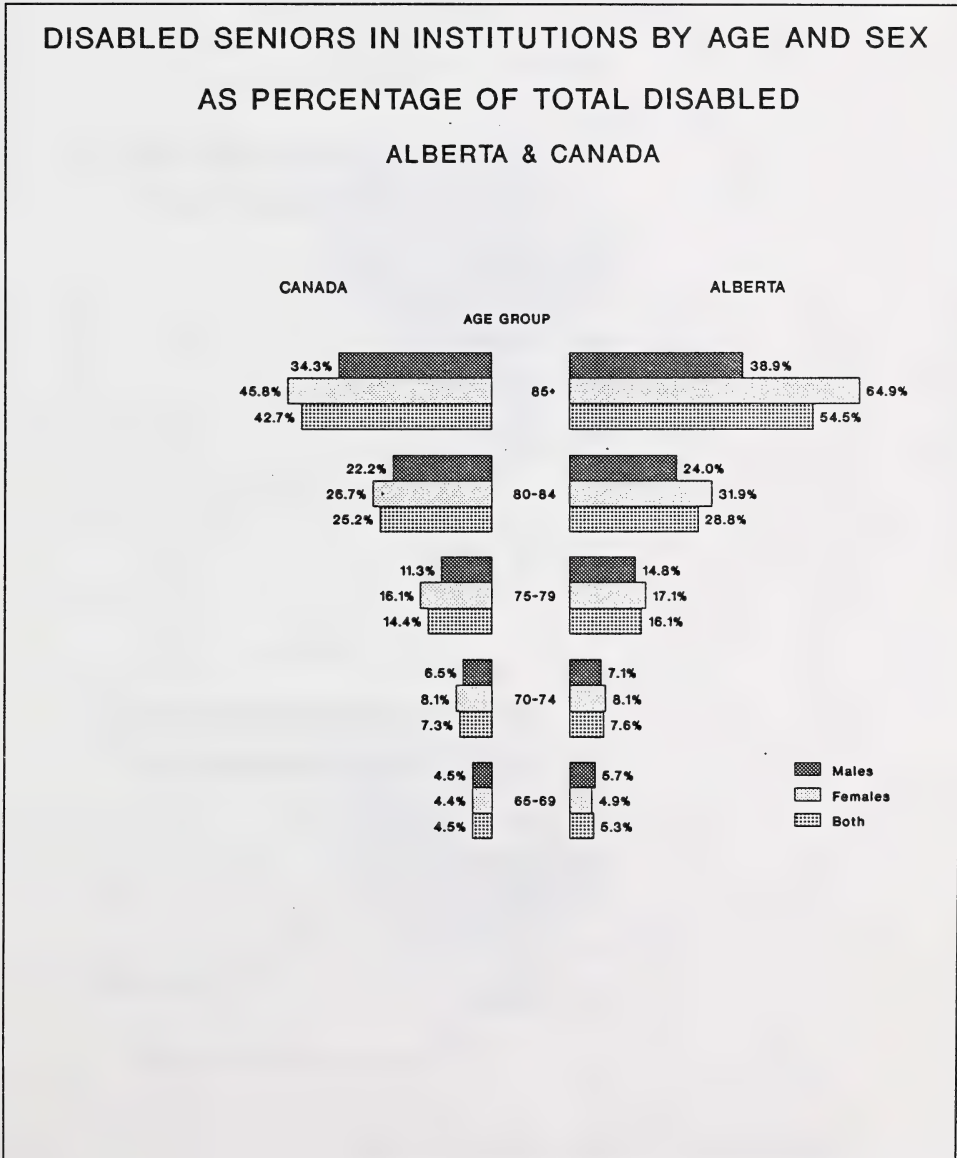 DISABLED SENIORS IN INSTITUTIONS BY AGE AND SEX
AS PERCENTAGE OF TOTAL DISABLED
ALBERTA & CANADA
CANADA ALBERTA
AGE GROUP
34.3% 38.9%
45.8% 85+ 64.9%
42.7% 54.5%
22.2% 24.0%
26.7% 80-84 31.9%
25.2% 28.8%
11.3% 14.8%
16.1% 75-79 17.1%
14.4% 16.1%
6.5% 7.1%
8.1% 70-74 8.1%
7.3% 7.6%
4.5% 5.7% Males
4.4% 65-69 4.9% Females
4.5% 5.3% Both